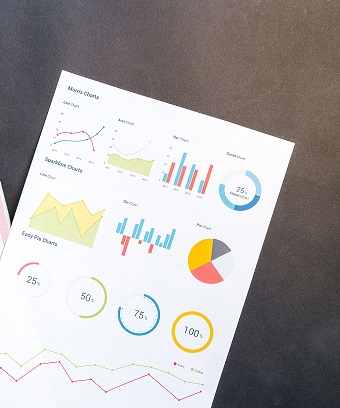 Morris Charts
Line Chart
Area Chart
Bar Chart
Donut Chart
25%
Sparkline Charts
Line Chart
Bar Chart
Pie Chart
Easy Pie Charts
25%
50%
75%
100%